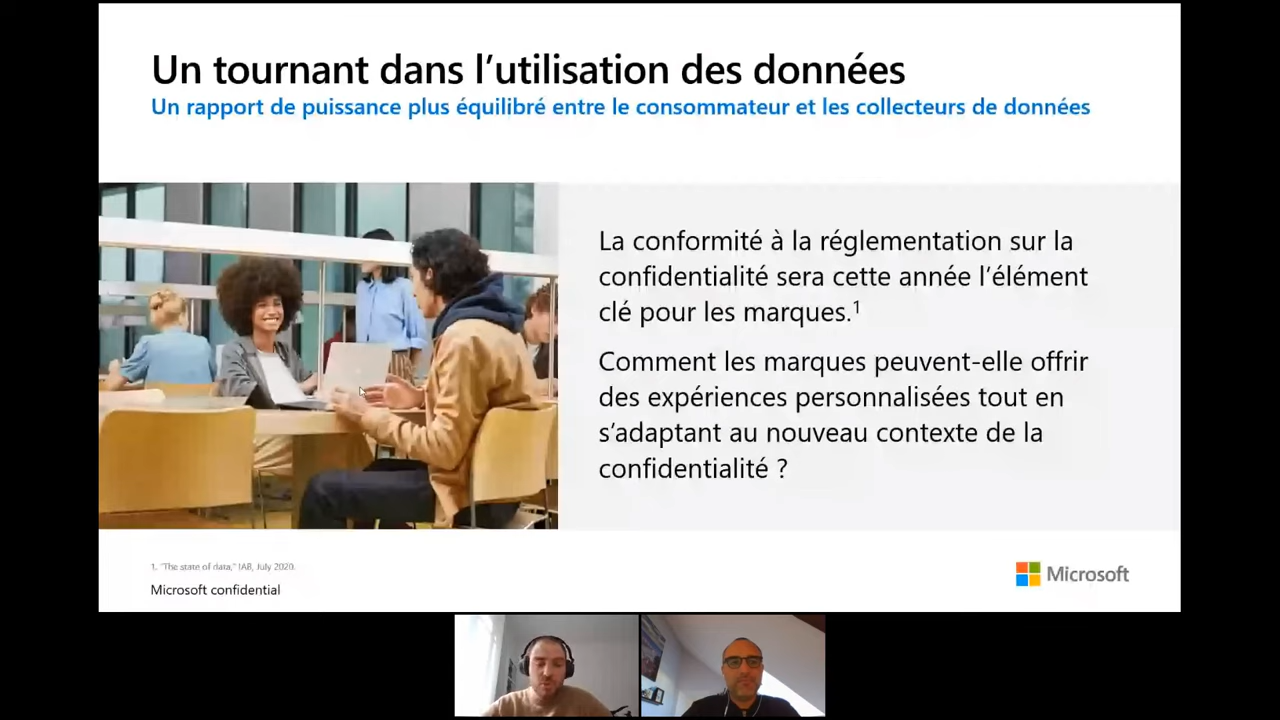 Un tournant dans l’utilisation des données
Un rapport de puissance plus équilibré entre le consommateur et les collecteurs de données
La conformité à la réglementation sur la
confidentialité sera cette année l’élément
clé pour les marques.¹
Comment les marques peuvent-elle offrir
des expériences personnalisées tout en
s’adaptant au nouveau contexte de la
confidentialité ?
1. "The state of data," IAB, July 2020.
Microsoft confidential
Microsoft